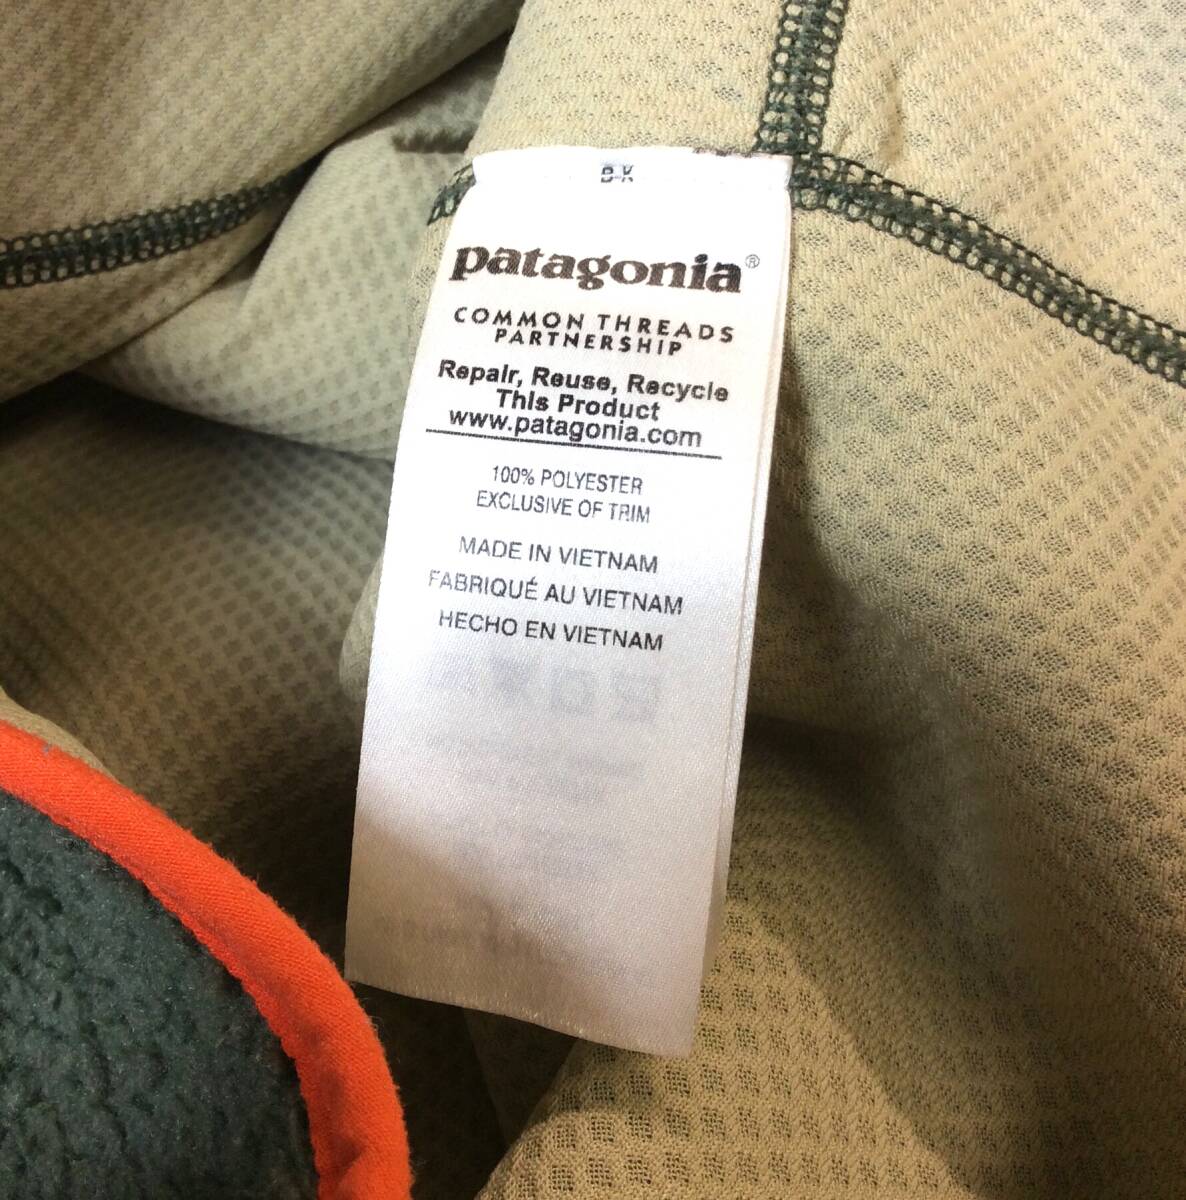 B-K
patagonia®
COMMON THREADS
PARTNERSHIP
Repair, Reuse, Recycle
This Product
www.patagonia.com
100% POLYESTER
EXCLUSIVE OF TRIM
MADE IN VIETNAM
FABRIQUÉ AU VIETNAM
HECHO EN VIETNAM